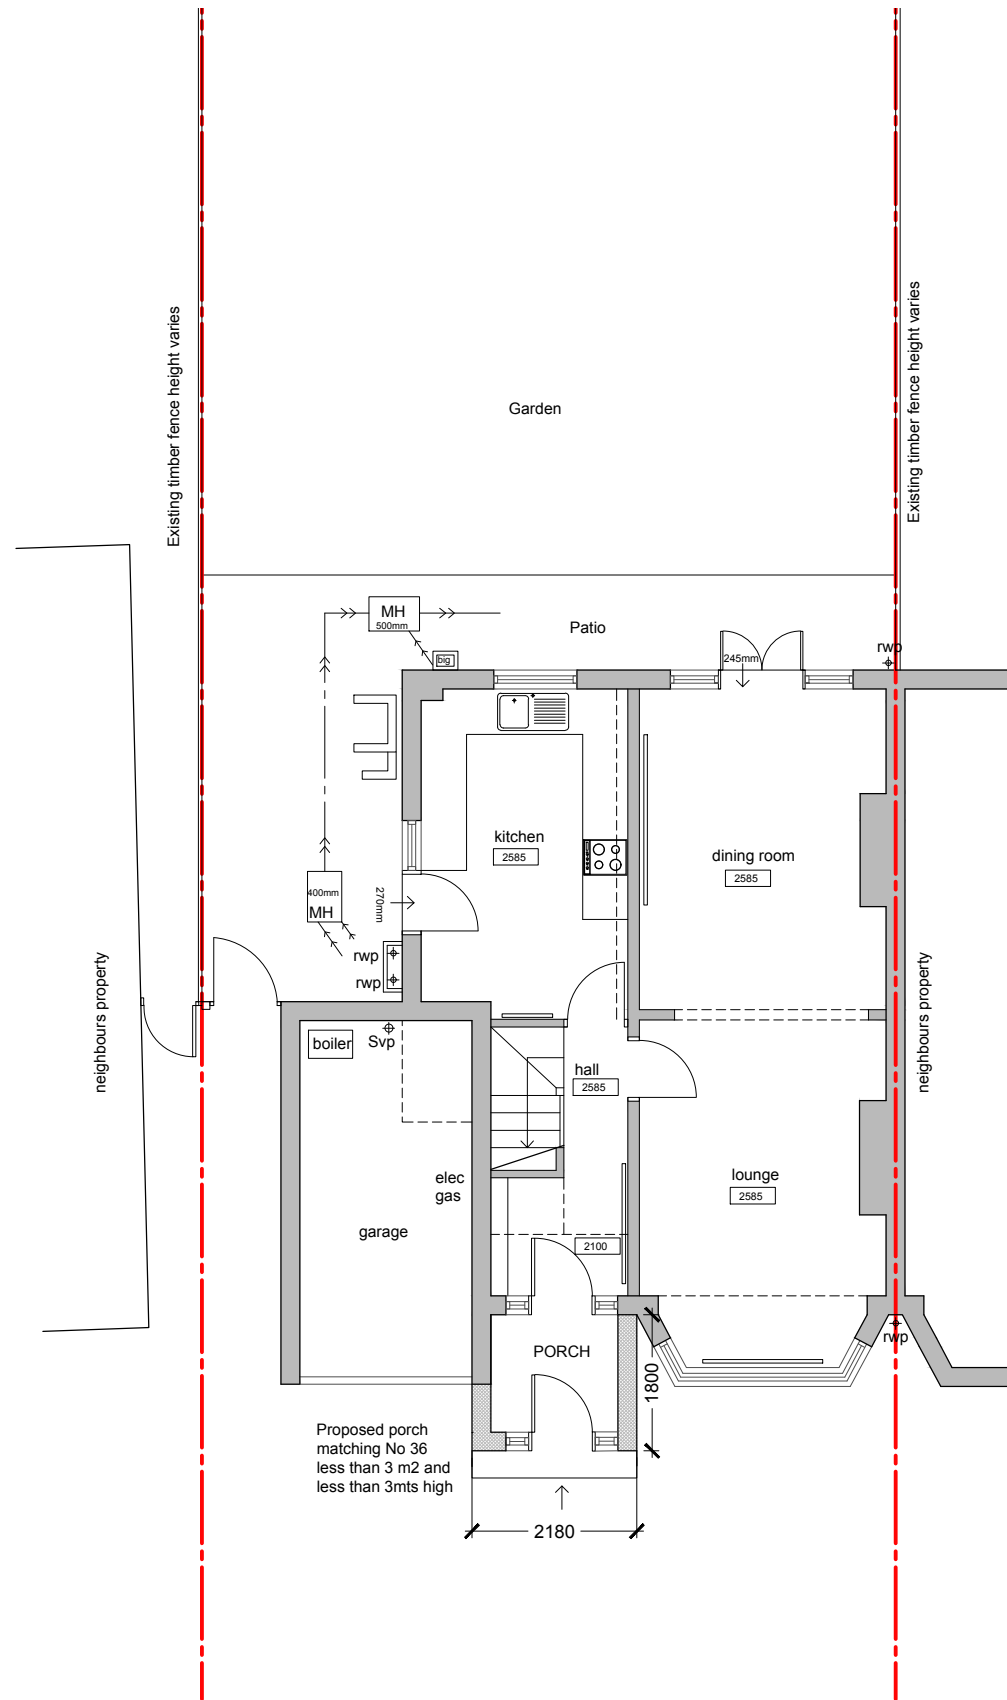 Existing timber fence height varies
Existing timber fence height varies
Garden
MH
500mm
Patio
big
245mm
rwp
kitchen
2585
dining room
2585
400mm
MH
270mm
rwp
rwp
neighbours property
neighbours property
boiler
Svp
hall
2585
elec
gas
lounge
2585
garage
2100
PORCH
rwp
1800
Proposed porch
matching No 36
less than 3 m2 and
less than 3mts high
2180